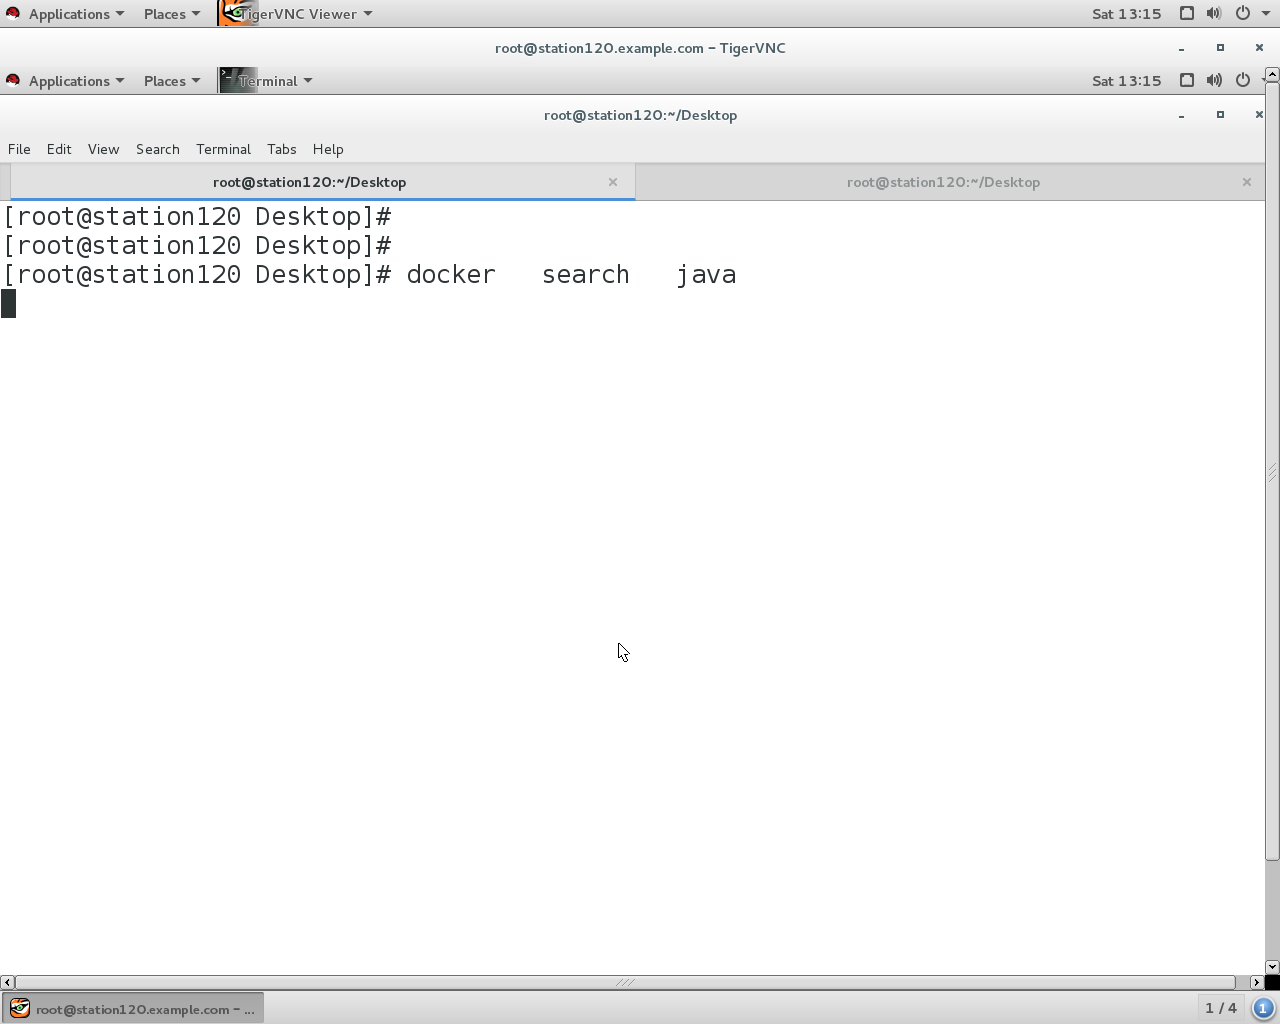 Applications Places TigerVNC Viewer Sat 13:15
root@station120.example.com - TigerVNC
Applications Places Terminal Sat 13:15
root@station120:~/Desktop
File Edit View Search Terminal Tabs Help
root@station120:~/Desktop root@station120:~/Desktop
[root@station120 Desktop]#
[root@station120 Desktop]#
[root@station120 Desktop]# docker   search   java
root@station120.example.com - ... 1 / 4 1